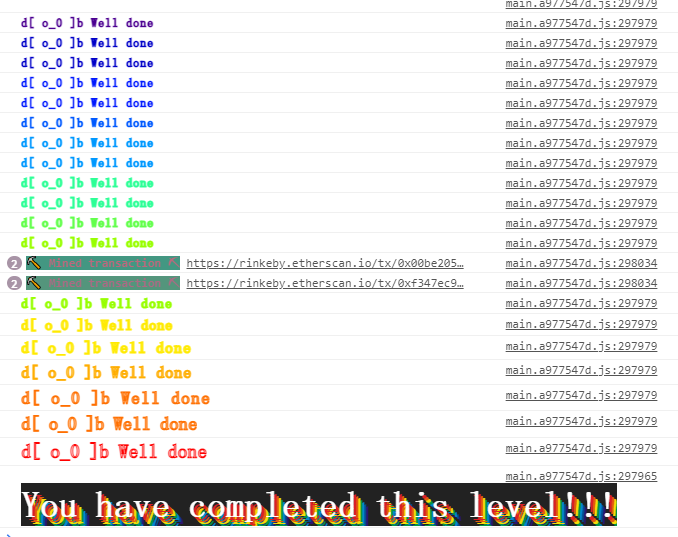 main.a977547d.js:297979
d[ o_0 ]b Well done main.a977547d.js:297979
d[ o_0 ]b Well done main.a977547d.js:297979
d[ o_0 ]b Well done main.a977547d.js:297979
d[ o_0 ]b Well done main.a977547d.js:297979
d[ o_0 ]b Well done main.a977547d.js:297979
d[ o_0 ]b Well done main.a977547d.js:297979
d[ o_0 ]b Well done main.a977547d.js:297979
d[ o_0 ]b Well done main.a977547d.js:297979
d[ o_0 ]b Well done main.a977547d.js:297979
d[ o_0 ]b Well done main.a977547d.js:297979
d[ o_0 ]b Well done main.a977547d.js:297979
d[ o_0 ]b Well done main.a977547d.js:297979
2 ⛏ Mined transaction ⛏ https://rinkeby.etherscan.io/tx/0x00be205… main.a977547d.js:298034
2 ⛏ Mined transaction ⛏ https://rinkeby.etherscan.io/tx/0xf347ec9… main.a977547d.js:298034
d[ o_0 ]b Well done main.a977547d.js:297979
d[ o_0 ]b Well done main.a977547d.js:297979
d[ o_0 ]b Well done main.a977547d.js:297979
d[ o_0 ]b Well done main.a977547d.js:297979
d[ o_0 ]b Well done main.a977547d.js:297979
d[ o_0 ]b Well done main.a977547d.js:297979
d[ o_0 ]b Well done main.a977547d.js:297979
main.a977547d.js:297965
You have completed this level!!!